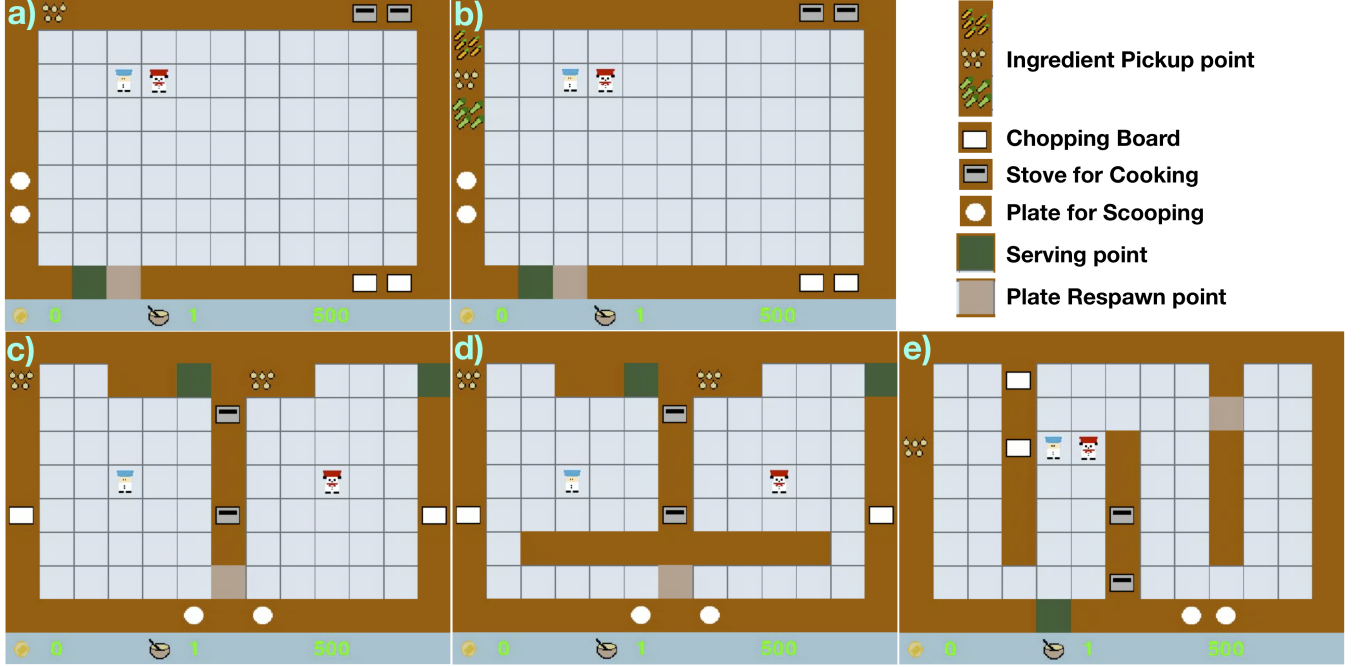 a)
0 1 500
b)
0 1 500
Ingredient Pickup point
Chopping Board
Stove for Cooking
Plate for Scooping
Serving point
Plate Respawn point
c)
0 1 500
d)
0 1 500
e)
0 1 500